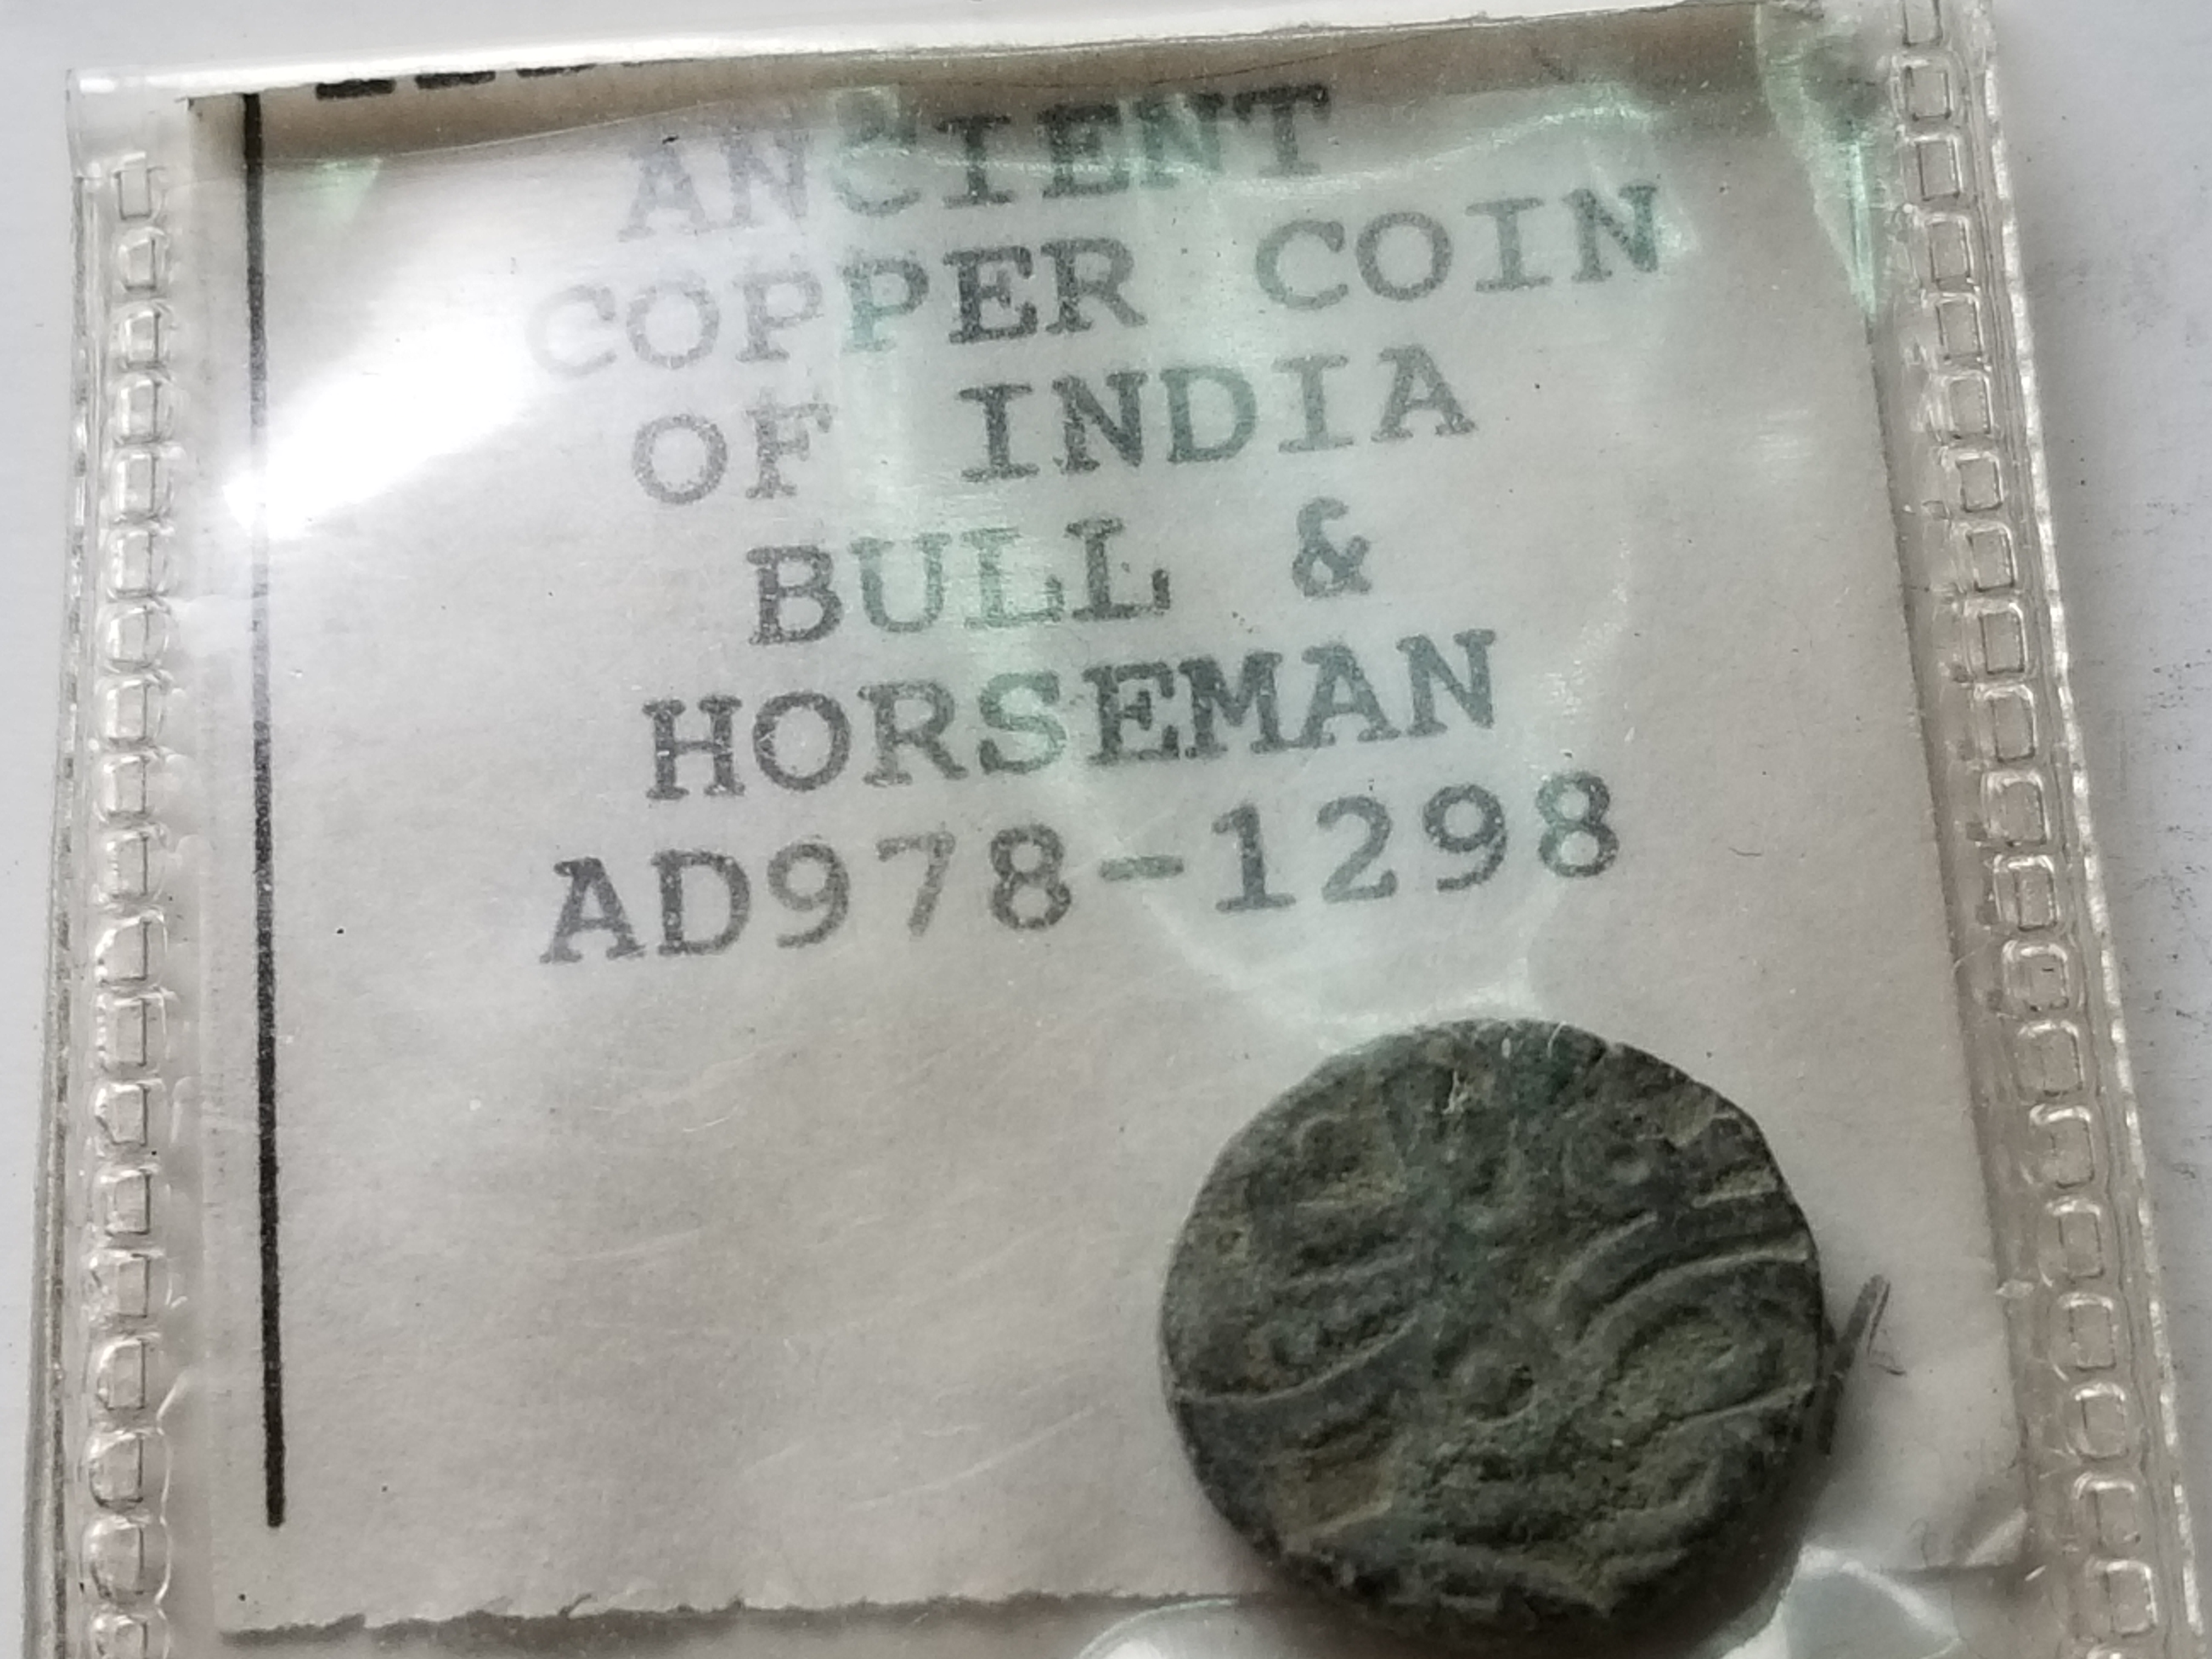 ANCIENT
COPPER COIN
OF INDIA
BULL &
HORSEMAN
AD978-1298